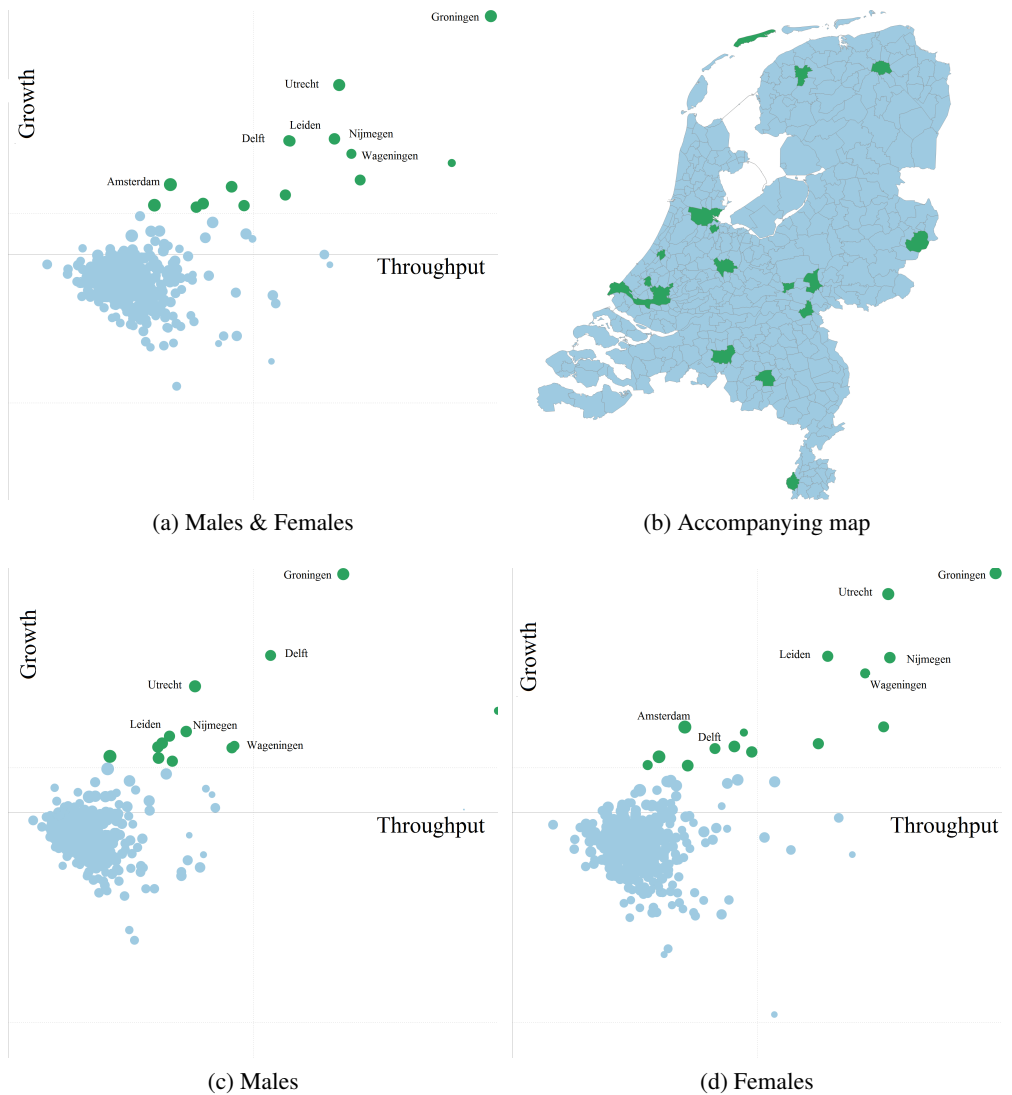 Groningen
Utrecht
Leiden
Delft
Nijmegen
Wageningen
Amsterdam
Growth
Throughput
(a) Males & Females
(b) Accompanying map
Groningen
Delft
Utrecht
Leiden
Nijmegen
Wageningen
Growth
Throughput
(c) Males
Groningen
Utrecht
Leiden
Nijmegen
Wageningen
Amsterdam
Delft
Growth
Throughput
(d) Females